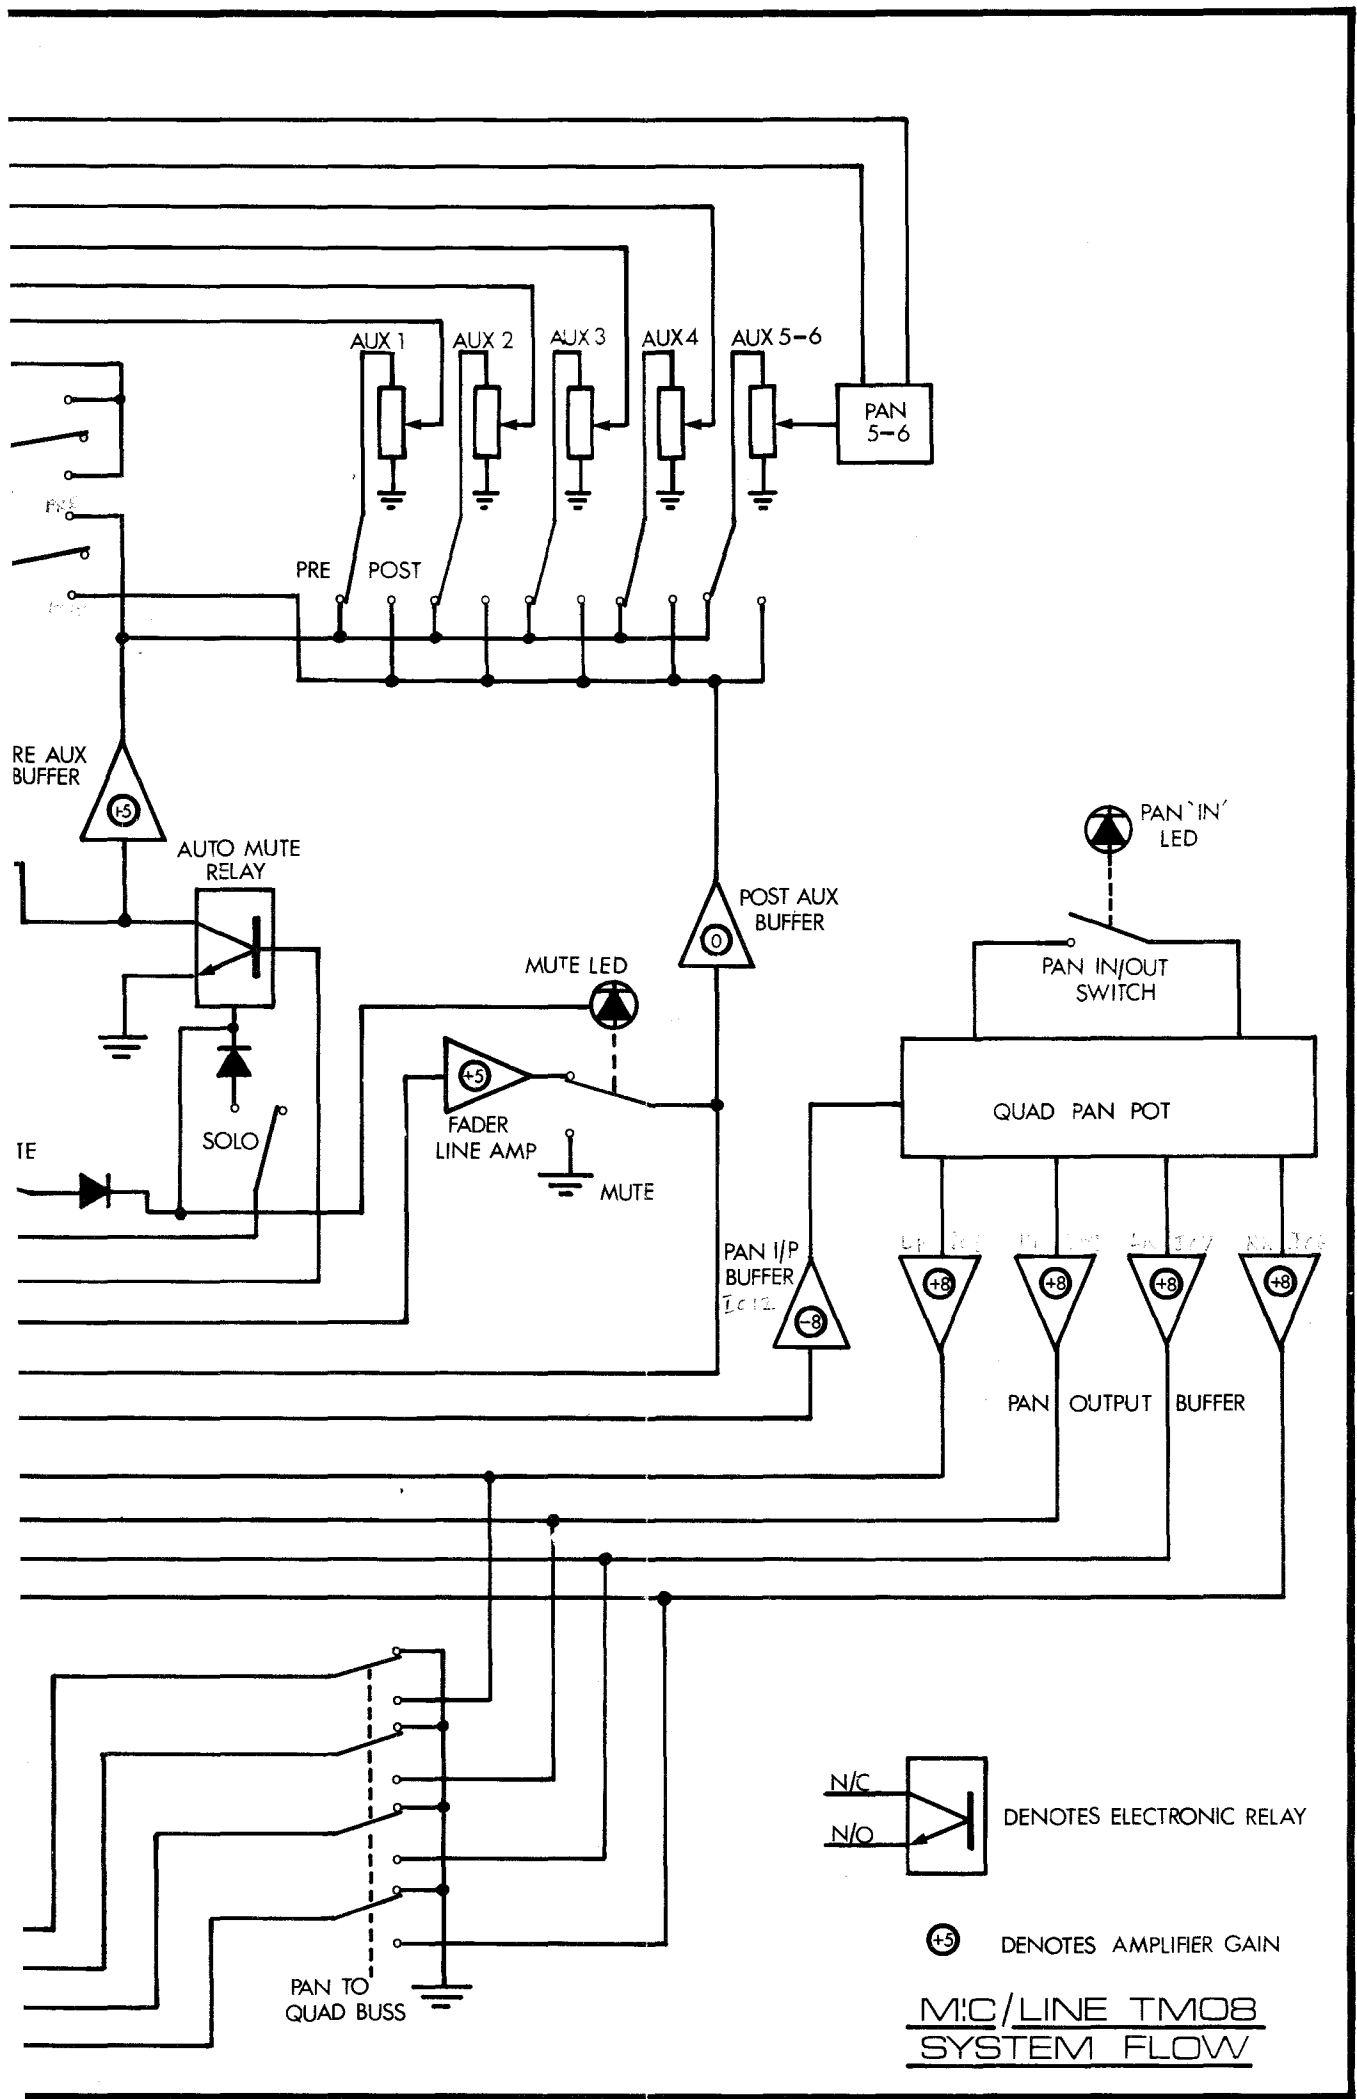 AUX 1
AUX 2
AUX 3
AUX 4
AUX 5-6
PAN
5-6
PRE
PRE
POST
RE AUX
BUFFER
+5
AUTO MUTE
RELAY
PAN 'IN'
LED
POST AUX
BUFFER
0
MUTE LED
PAN IN/OUT
SWITCH
+5
FADER
LINE AMP
QUAD PAN POT
SOLO
TE
MUTE
PAN I/P
BUFFER
IC12
-8
+8
+8
+8
+8
PAN OUTPUT BUFFER
N/C
N/O
DENOTES ELECTRONIC RELAY
+5
DENOTES AMPLIFIER GAIN
PAN TO
QUAD BUSS
MIC/LINE TM08
SYSTEM FLOW